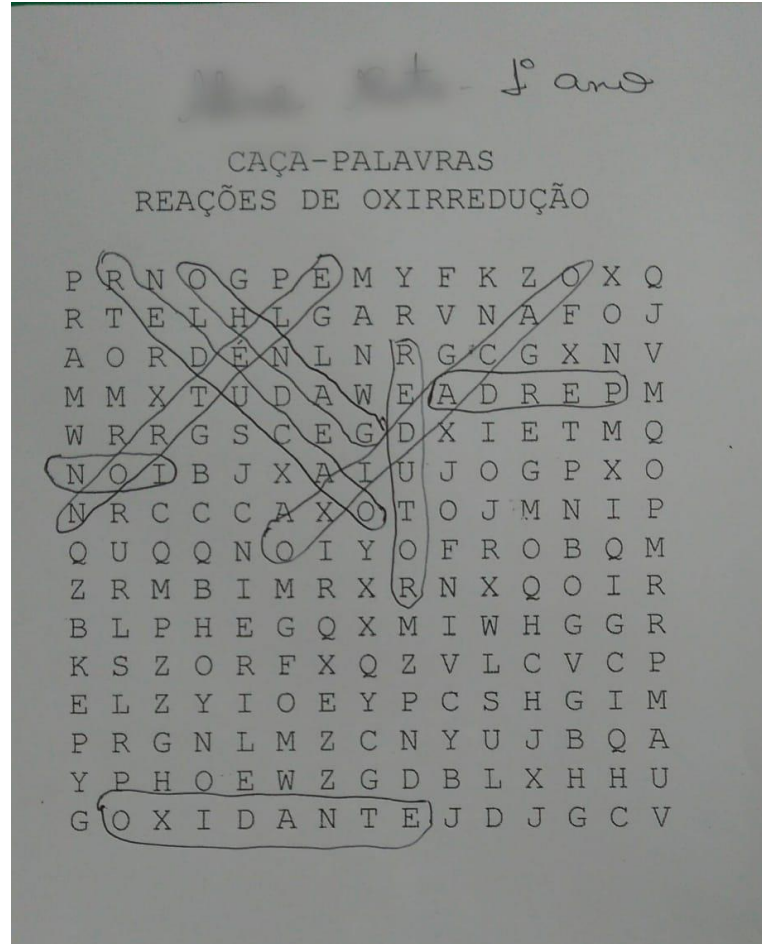 1º ano
CAÇA-PALAVRAS
REAÇÕES DE OXIRREDUÇÃO
P R N O G P E M Y F K Z O X Q
R T E L H L G A R V N A F O J
A O R D É N L N R G C G X N V
M M X T U D A W E A D R E P M
W R R G S C E G D X I E T M Q
N O I B J X A I U J O G P X O
N R C C C A X O T O J M N I P
Q U Q Q N O I Y O F R O B Q M
Z R M B I M R X R N X Q O I R
B L P H E G Q X M I W H G G R
K S Z O R F X Q Z V L C V C P
E L Z Y I O E Y P C S H G I M
P R G N L M Z C N Y U J B Q A
Y P H O E W Z G D B L X H H U
G O X I D A N T E J D J G C V